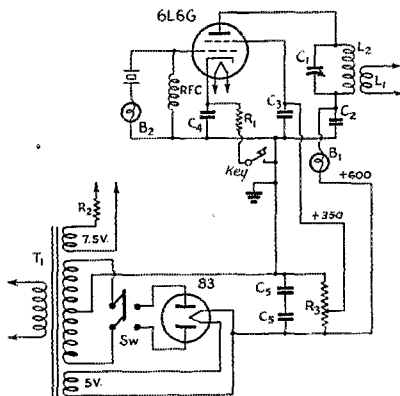 6L6G
C1
L2
L1
RFC
B2
C4
R1
C3
C2
B1
Key
+600
+350
R2
7.5V.
T1
83
Sw
C5
C5
R3
5V.